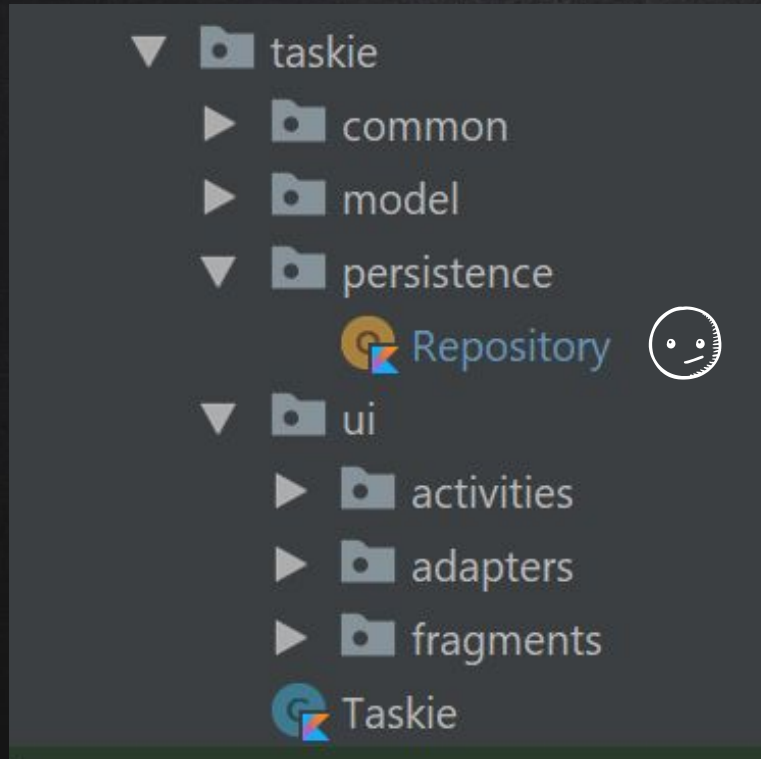 taskie
common
model
persistence
Repository
ui
activities
adapters
fragments
Taskie